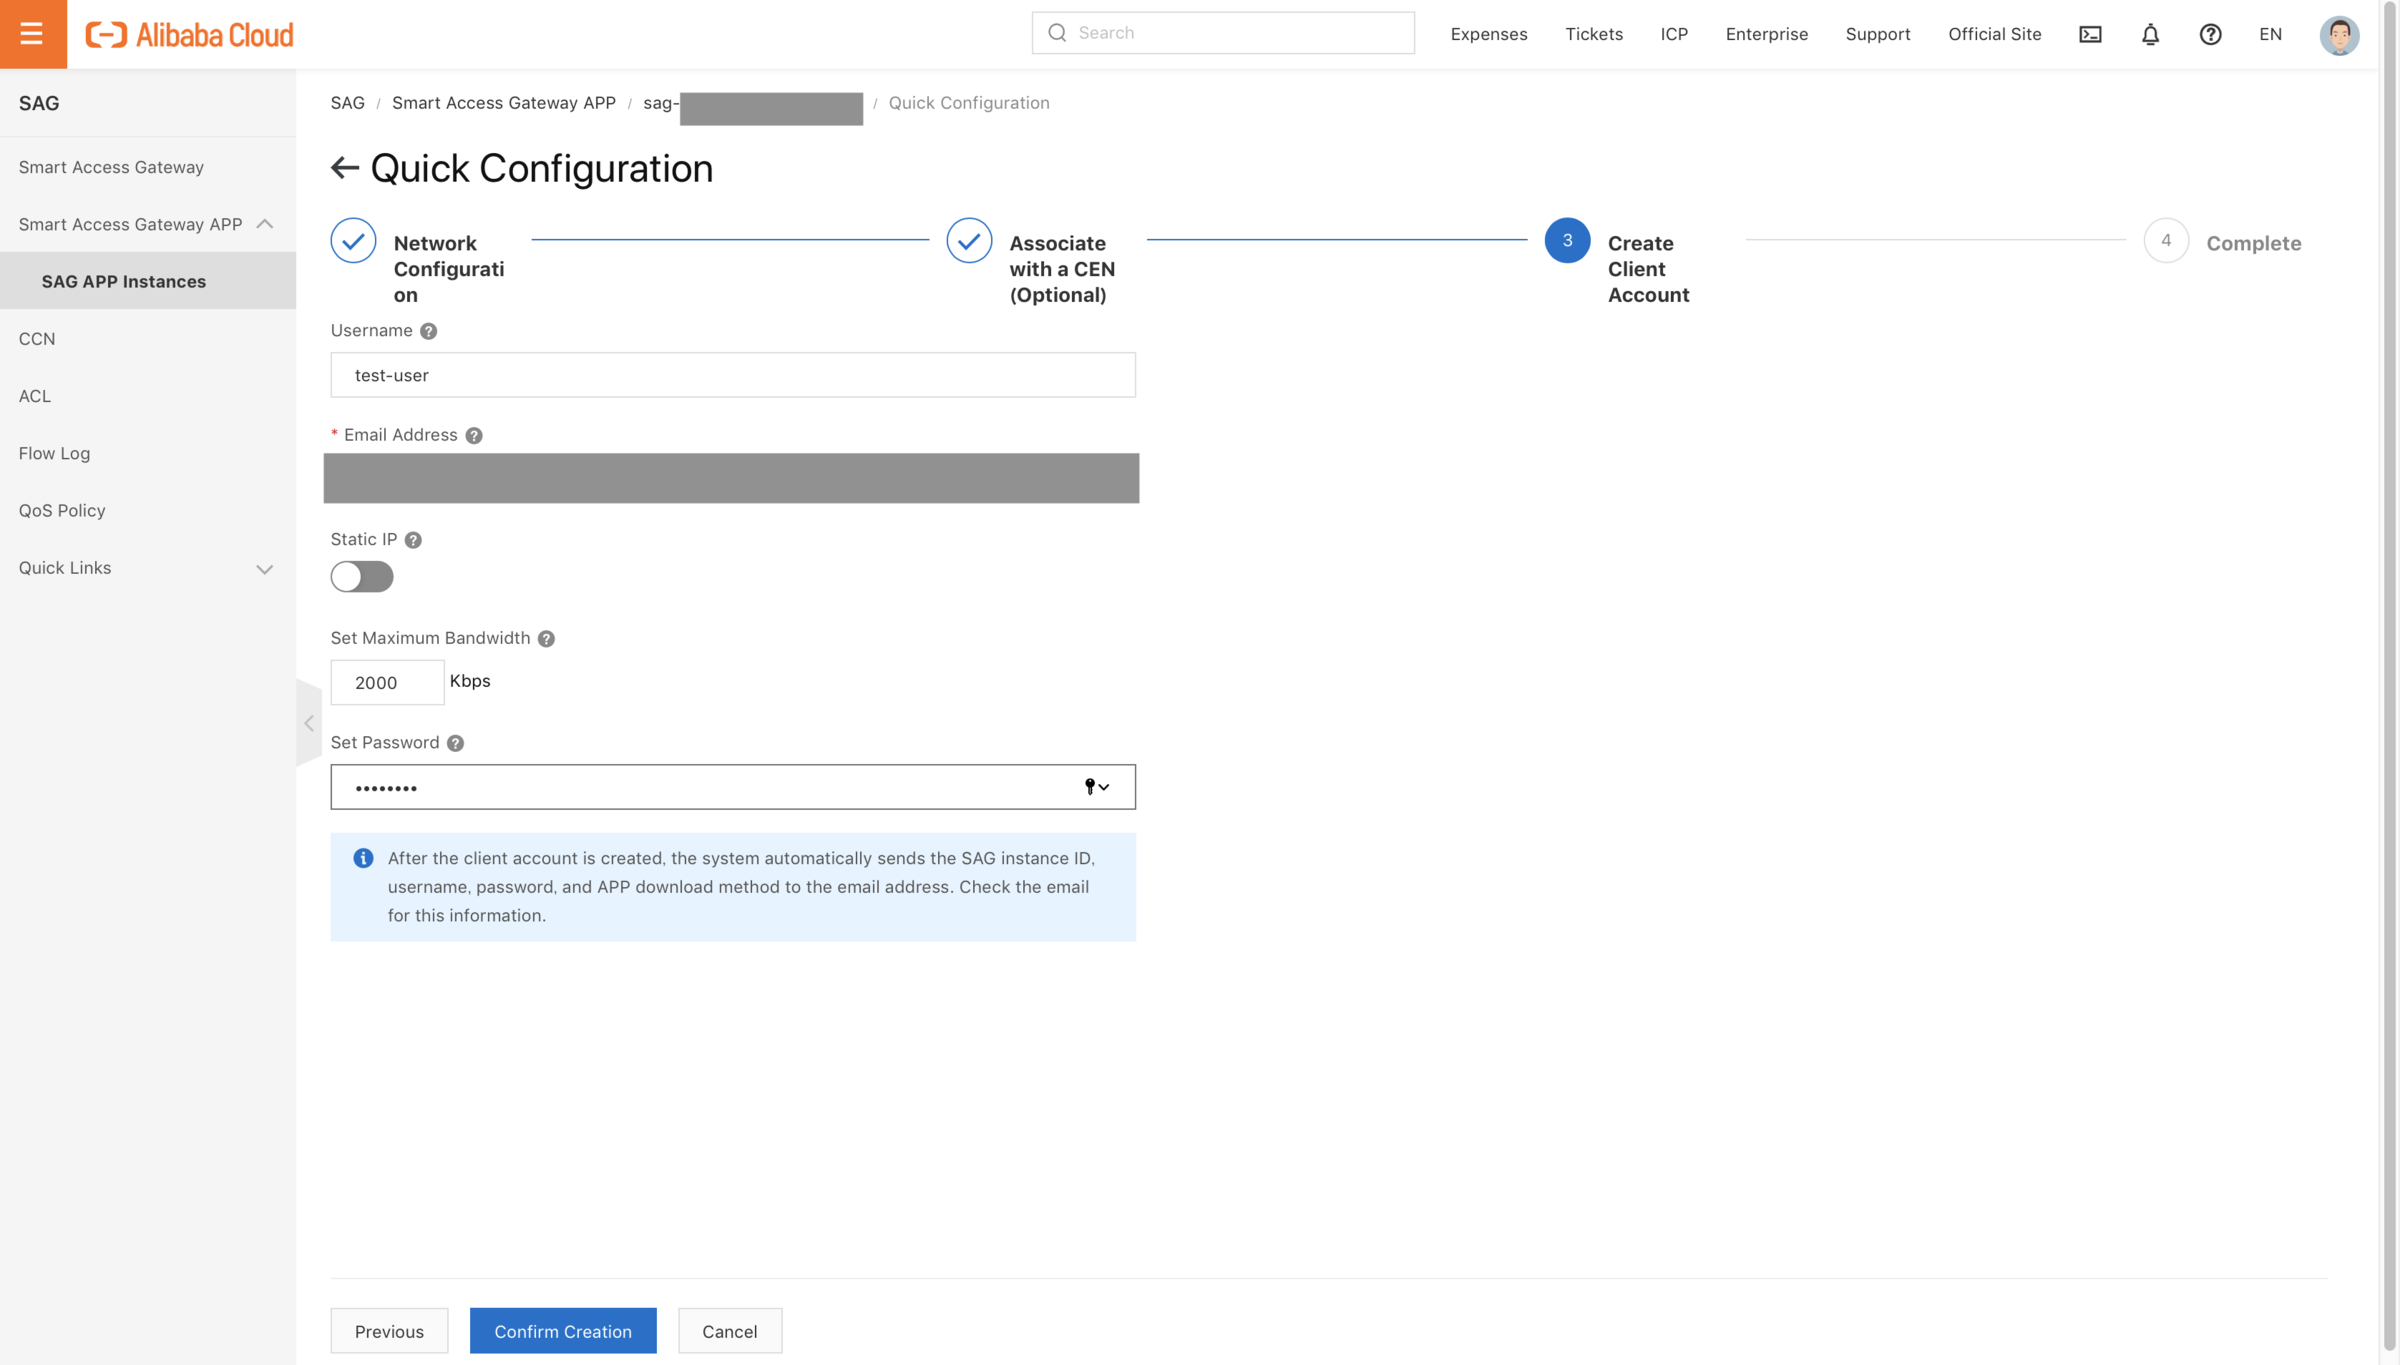 Alibaba Cloud
Search
Expenses
Tickets
ICP
Enterprise
Support
Official Site
EN
SAG
Smart Access Gateway
Smart Access Gateway APP
SAG APP Instances
CCN
ACL
Flow Log
QoS Policy
Quick Links
SAG / Smart Access Gateway APP / sag- / Quick Configuration
Quick Configuration
Network
Configurati
on
Associate
with a CEN
(Optional)
3
Create
Client
Account
4
Complete
Username ?
test-user
* Email Address ?
Static IP ?
Set Maximum Bandwidth ?
2000 Kbps
Set Password ?
••••••••
After the client account is created, the system automatically sends the SAG instance ID,
username, password, and APP download method to the email address. Check the email
for this information.
Previous
Confirm Creation
Cancel